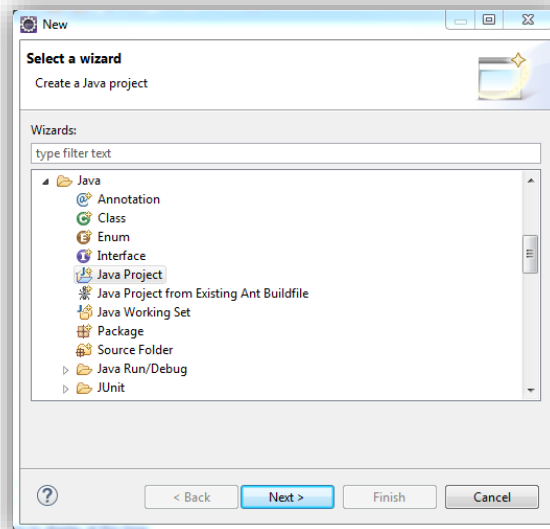 New
Select a wizard
Create a Java project
Wizards:
type filter text
Java
Annotation
Class
Enum
Interface
Java Project
Java Project from Existing Ant Buildfile
Java Working Set
Package
Source Folder
Java Run/Debug
JUnit
? < Back Next > Finish Cancel